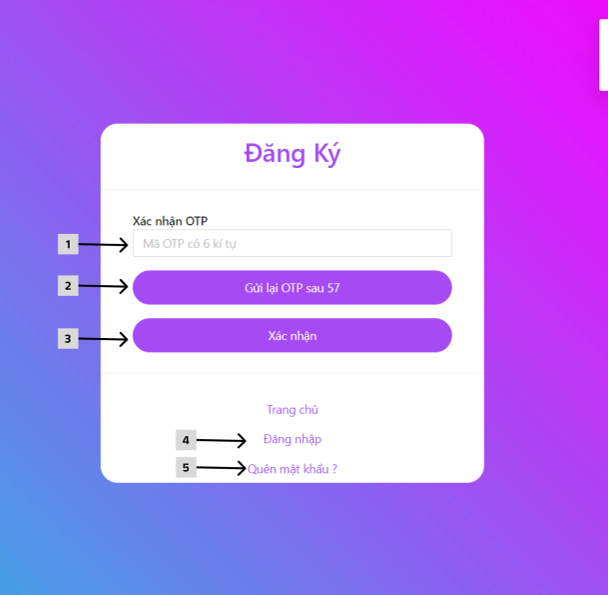 Đăng Ký
Xác nhận OTP
1
Mã OTP có 6 kí tự
2
Gửi lại OTP sau 57
3
Xác nhận
Trang chủ
4
Đăng nhập
5
Quên mật khẩu ?